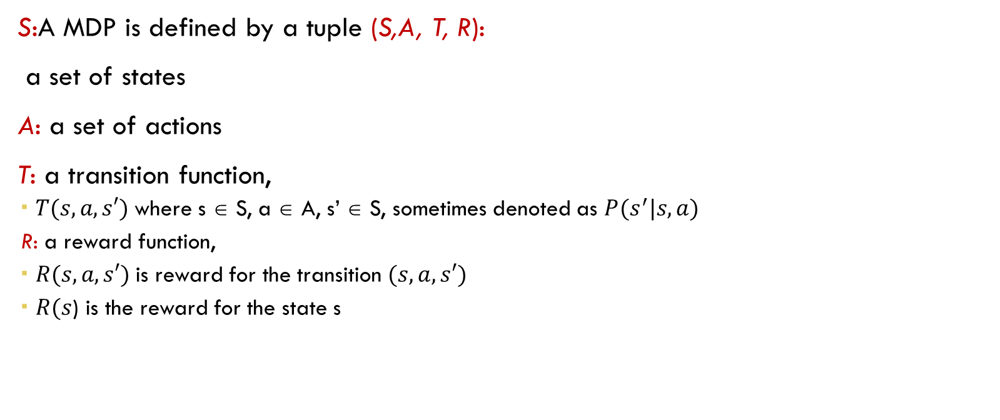 S:A MDP is defined by a tuple (S,A, T, R):
a set of states
A: a set of actions
T: a transition function,
▪ T(s, a, s′) where s ∈ S, a ∈ A, s’ ∈ S, sometimes denoted as P(s′|s, a)
R: a reward function,
▪ R(s, a, s′) is reward for the transition (s, a, s′)
▪ R(s) is the reward for the state s